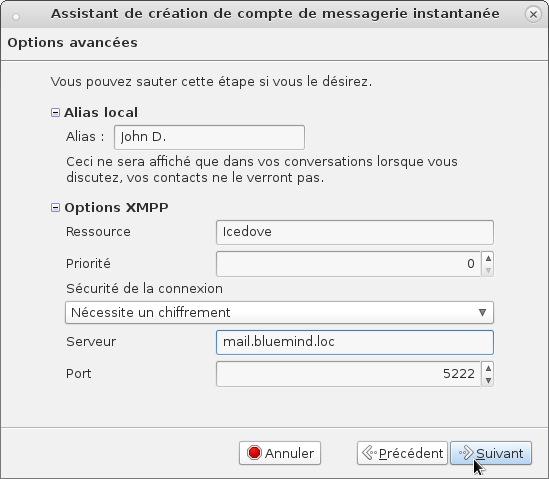 Assistant de création de compte de messagerie instantanée
Options avancées
Vous pouvez sauter cette étape si vous le désirez.
Alias local
Alias : John D.
Ceci ne sera affiché que dans vos conversations lorsque vous
discutez, vos contacts ne le verront pas.
Options XMPP
Ressource Icedove
Priorité 0
Sécurité de la connexion
Nécessite un chiffrement
Serveur mail.bluemind.loc
Port 5222
Annuler Précédent Suivant